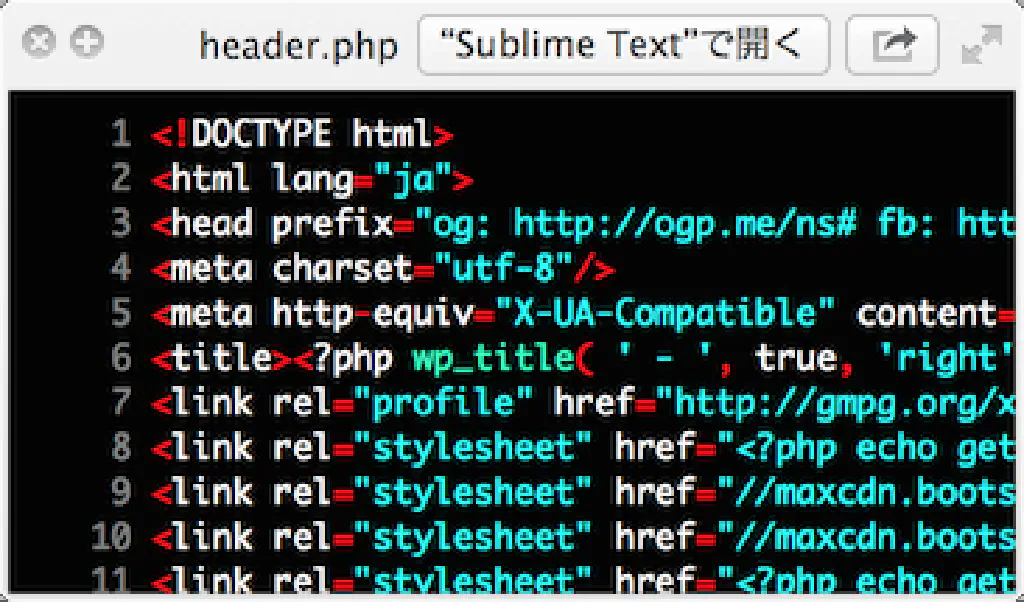 header.php “Sublime Text”で開く
1 <!DOCTYPE html>
2 <html lang="ja">
3 <head prefix="og: http://ogp.me/ns# fb: htt
4 <meta charset="utf-8"/>
5 <meta http-equiv="X-UA-Compatible" content=
6 <title><?php wp_title( ' - ', true, 'right'
7 <link rel="profile" href="http://gmpg.org/x
8 <link rel="stylesheet" href="<?php echo get
9 <link rel="stylesheet" href="//maxcdn.boots
10 <link rel="stylesheet" href="//maxcdn.boots
11 <link rel="stylesheet" href="<?php echo get